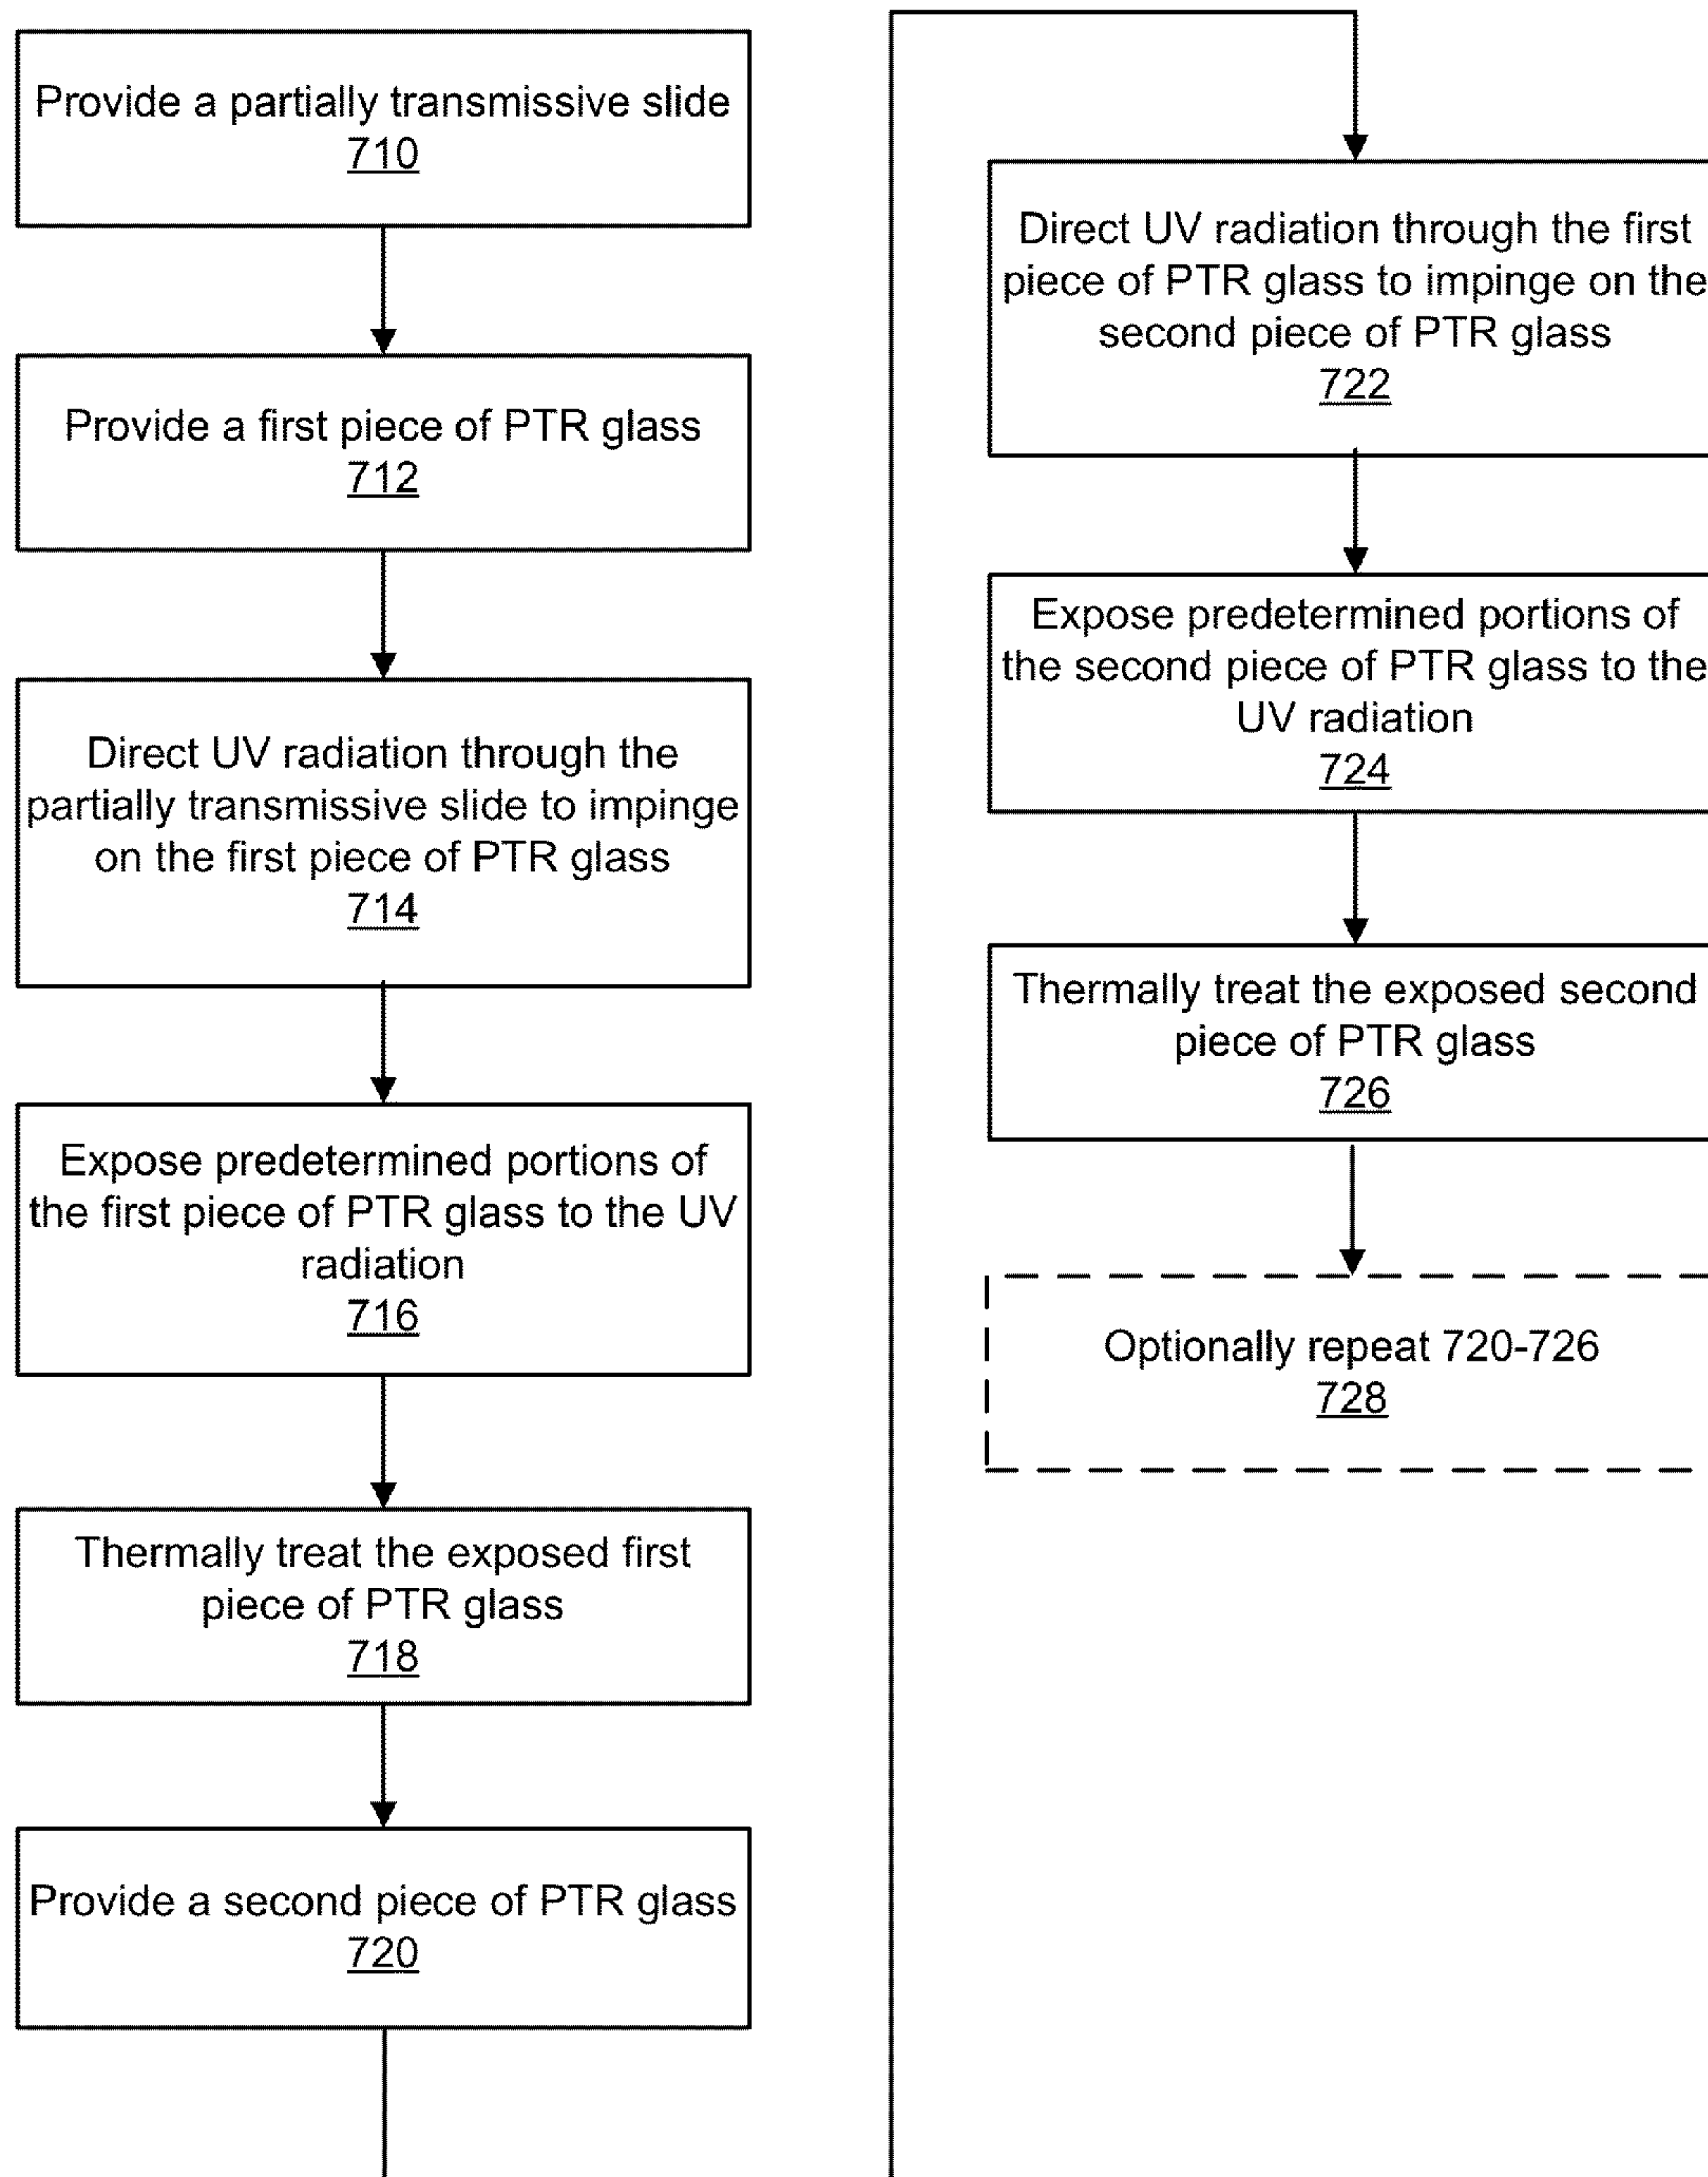 Provide a partially transmissive slide
710
Provide a first piece of PTR glass
712
Direct UV radiation through the
partially transmissive slide to impinge
on the first piece of PTR glass
714
Expose predetermined portions of
the first piece of PTR glass to the UV
radiation
716
Thermally treat the exposed first
piece of PTR glass
718
Provide a second piece of PTR glass
720
Direct UV radiation through the first
piece of PTR glass to impinge on the
second piece of PTR glass
722
Expose predetermined portions of
the second piece of PTR glass to the
UV radiation
724
Thermally treat the exposed second
piece of PTR glass
726
Optionally repeat 720-726
728